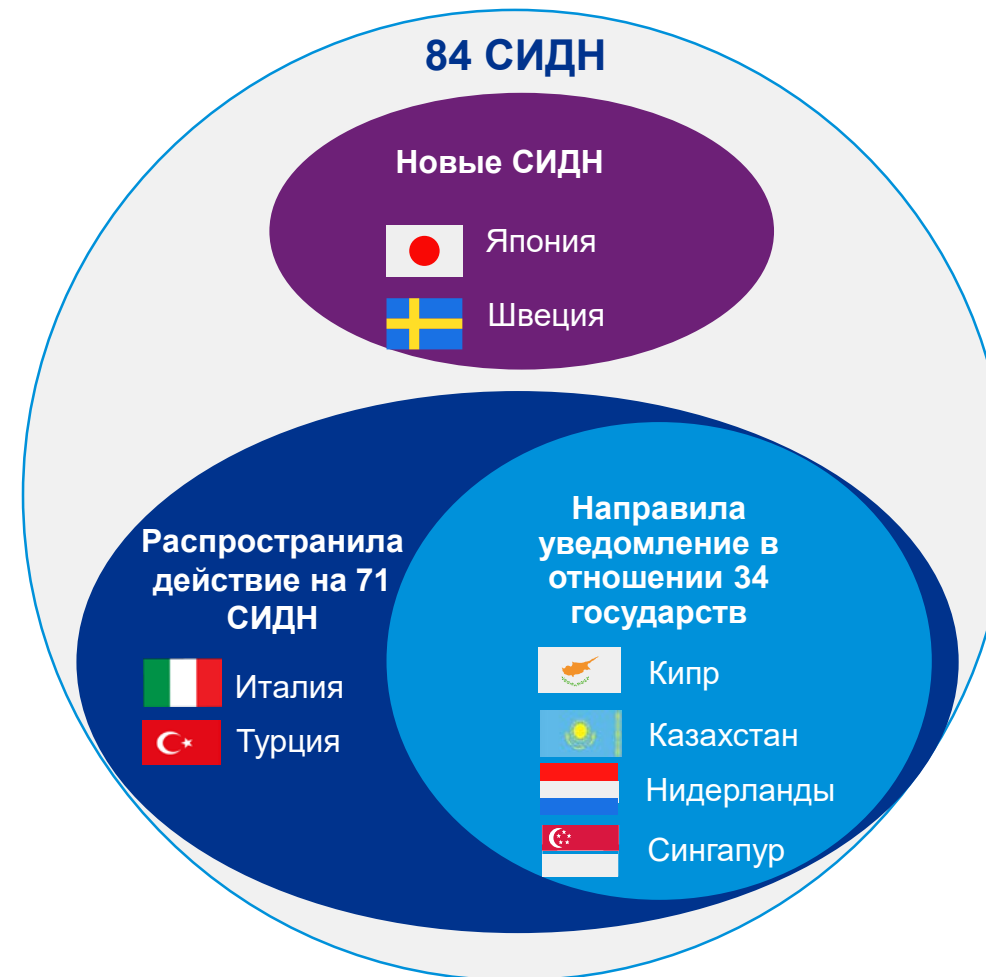 84 СИДН
Новые СИДН
Япония
Швеция
Распространила
действие на 71
СИДН
Италия
Турция
Направила
уведомление в
отношении 34
государств
Кипр
Казахстан
Нидерланды
Сингапур